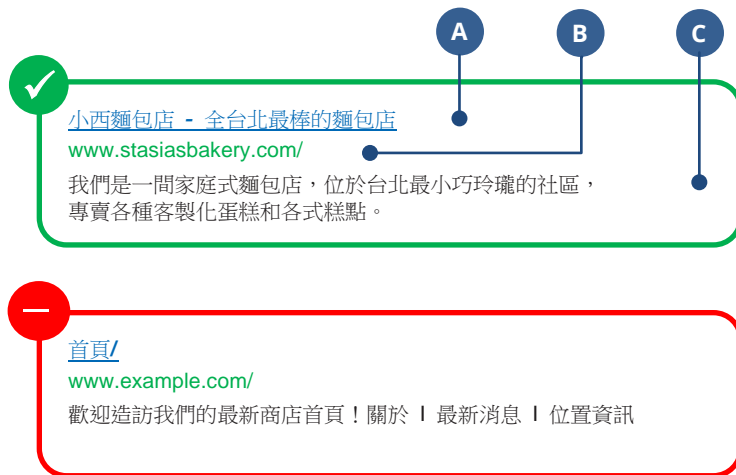 A B C
小西麵包店 - 全台北最棒的麵包店
www.stasiasbakery.com/
我們是一間家庭式麵包店，位於台北最小巧玲瓏的社區，
專賣各種客製化蛋糕和各式糕點。
首頁/
www.example.com/
歡迎造訪我們的最新商店首頁！關於 | 最新消息 | 位置資訊